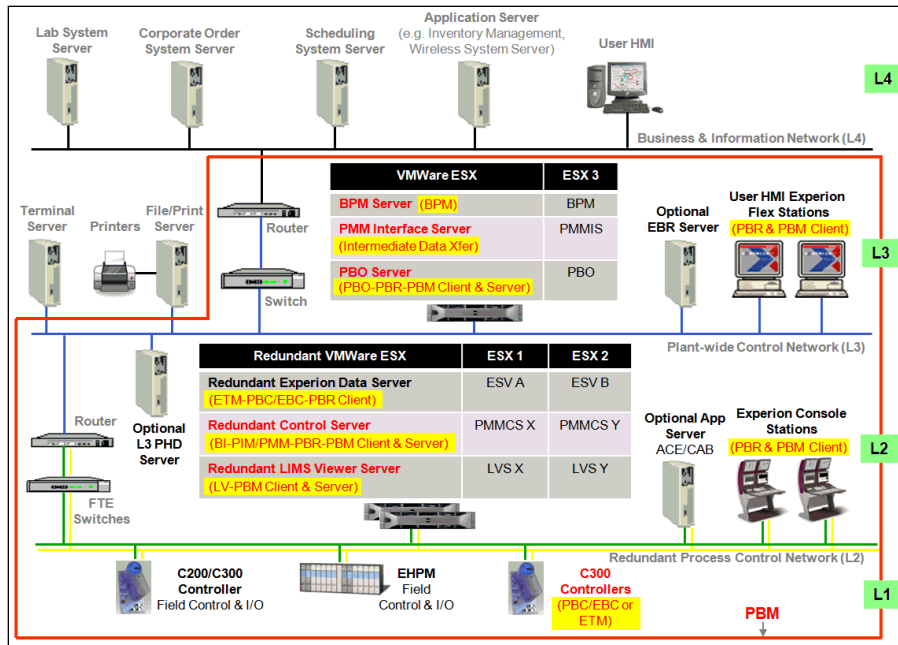 Lab System
Server
Corporate Order
System Server
Scheduling
System Server
Application Server
(e.g. Inventory Management,
Wireless System Server)
User HMI
L4
Business & Information Network (L4)
Terminal
Server
Printers
File/Print
Server
Router
Switch
VMWare ESX
ESX 3
BPM Server (BPM)
BPM
PMM Interface Server
(Intermediate Data Xfer)
PMMIS
PBO Server
(PBO-PBR-PBM Client & Server)
PBO
Optional
EBR Server
User HMI Experion
Flex Stations
(PBR & PBM Client)
L3
Plant-wide Control Network (L3)
Router
FTE
Switches
Optional
L3 PHD
Server
Redundant VMWare ESX
ESX 1
ESX 2
Redundant Experion Data Server
(ETM-PBC/EBC-PBR Client)
ESV A
ESV B
Redundant Control Server
(BI-PIM/PMM-PBR-PBM Client & Server)
PMMCS X
PMMCS Y
Redundant LIMS Viewer Server
(LV-PBM Client & Server)
LVS X
LVS Y
Optional App
Server
ACE/CAB
Experion Console
Stations
(PBR & PBM Client)
L2
Redundant Process Control Network (L2)
C200/C300
Controller
Field Control & I/O
EHPM
Field
Control & I/O
C300
Controllers
(PBC/EBC or
ETM)
L1
PBM